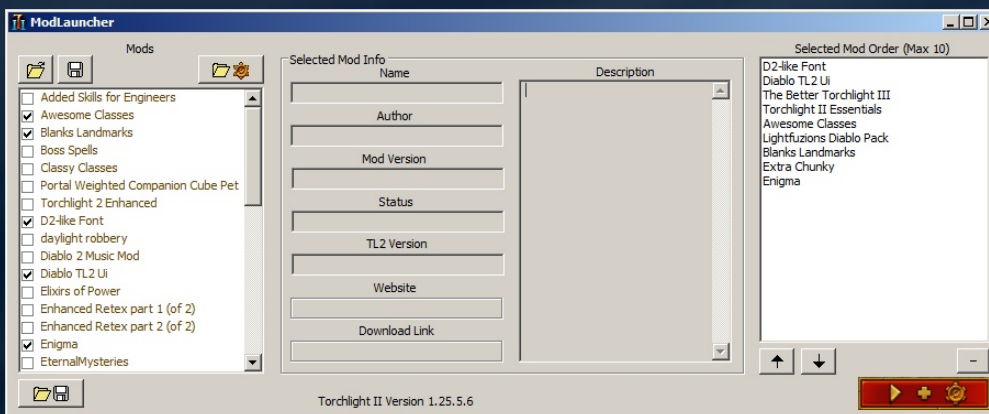 ModLauncher
Mods
Added Skills for Engineers
Awesome Classes
Blanks Landmarks
Boss Spells
Classy Classes
Portal Weighted Companion Cube Pet
Torchlight 2 Enhanced
D2-like Font
daylight robbery
Diablo 2 Music Mod
Diablo TL2 Ui
Elixirs of Power
Enhanced Retex part 1 (of 2)
Enhanced Retex part 2 (of 2)
Enigma
EternalMysteries
Selected Mod Info
Name
Author
Mod Version
Status
TL2 Version
Website
Download Link
Description
Selected Mod Order (Max 10)
D2-like Font
Diablo TL2 Ui
The Better Torchlight III
Torchlight II Essentials
Awesome Classes
Lightfuzions Diablo Pack
Blanks Landmarks
Extra Chunky
Enigma
Torchlight II Version 1.25.5.6